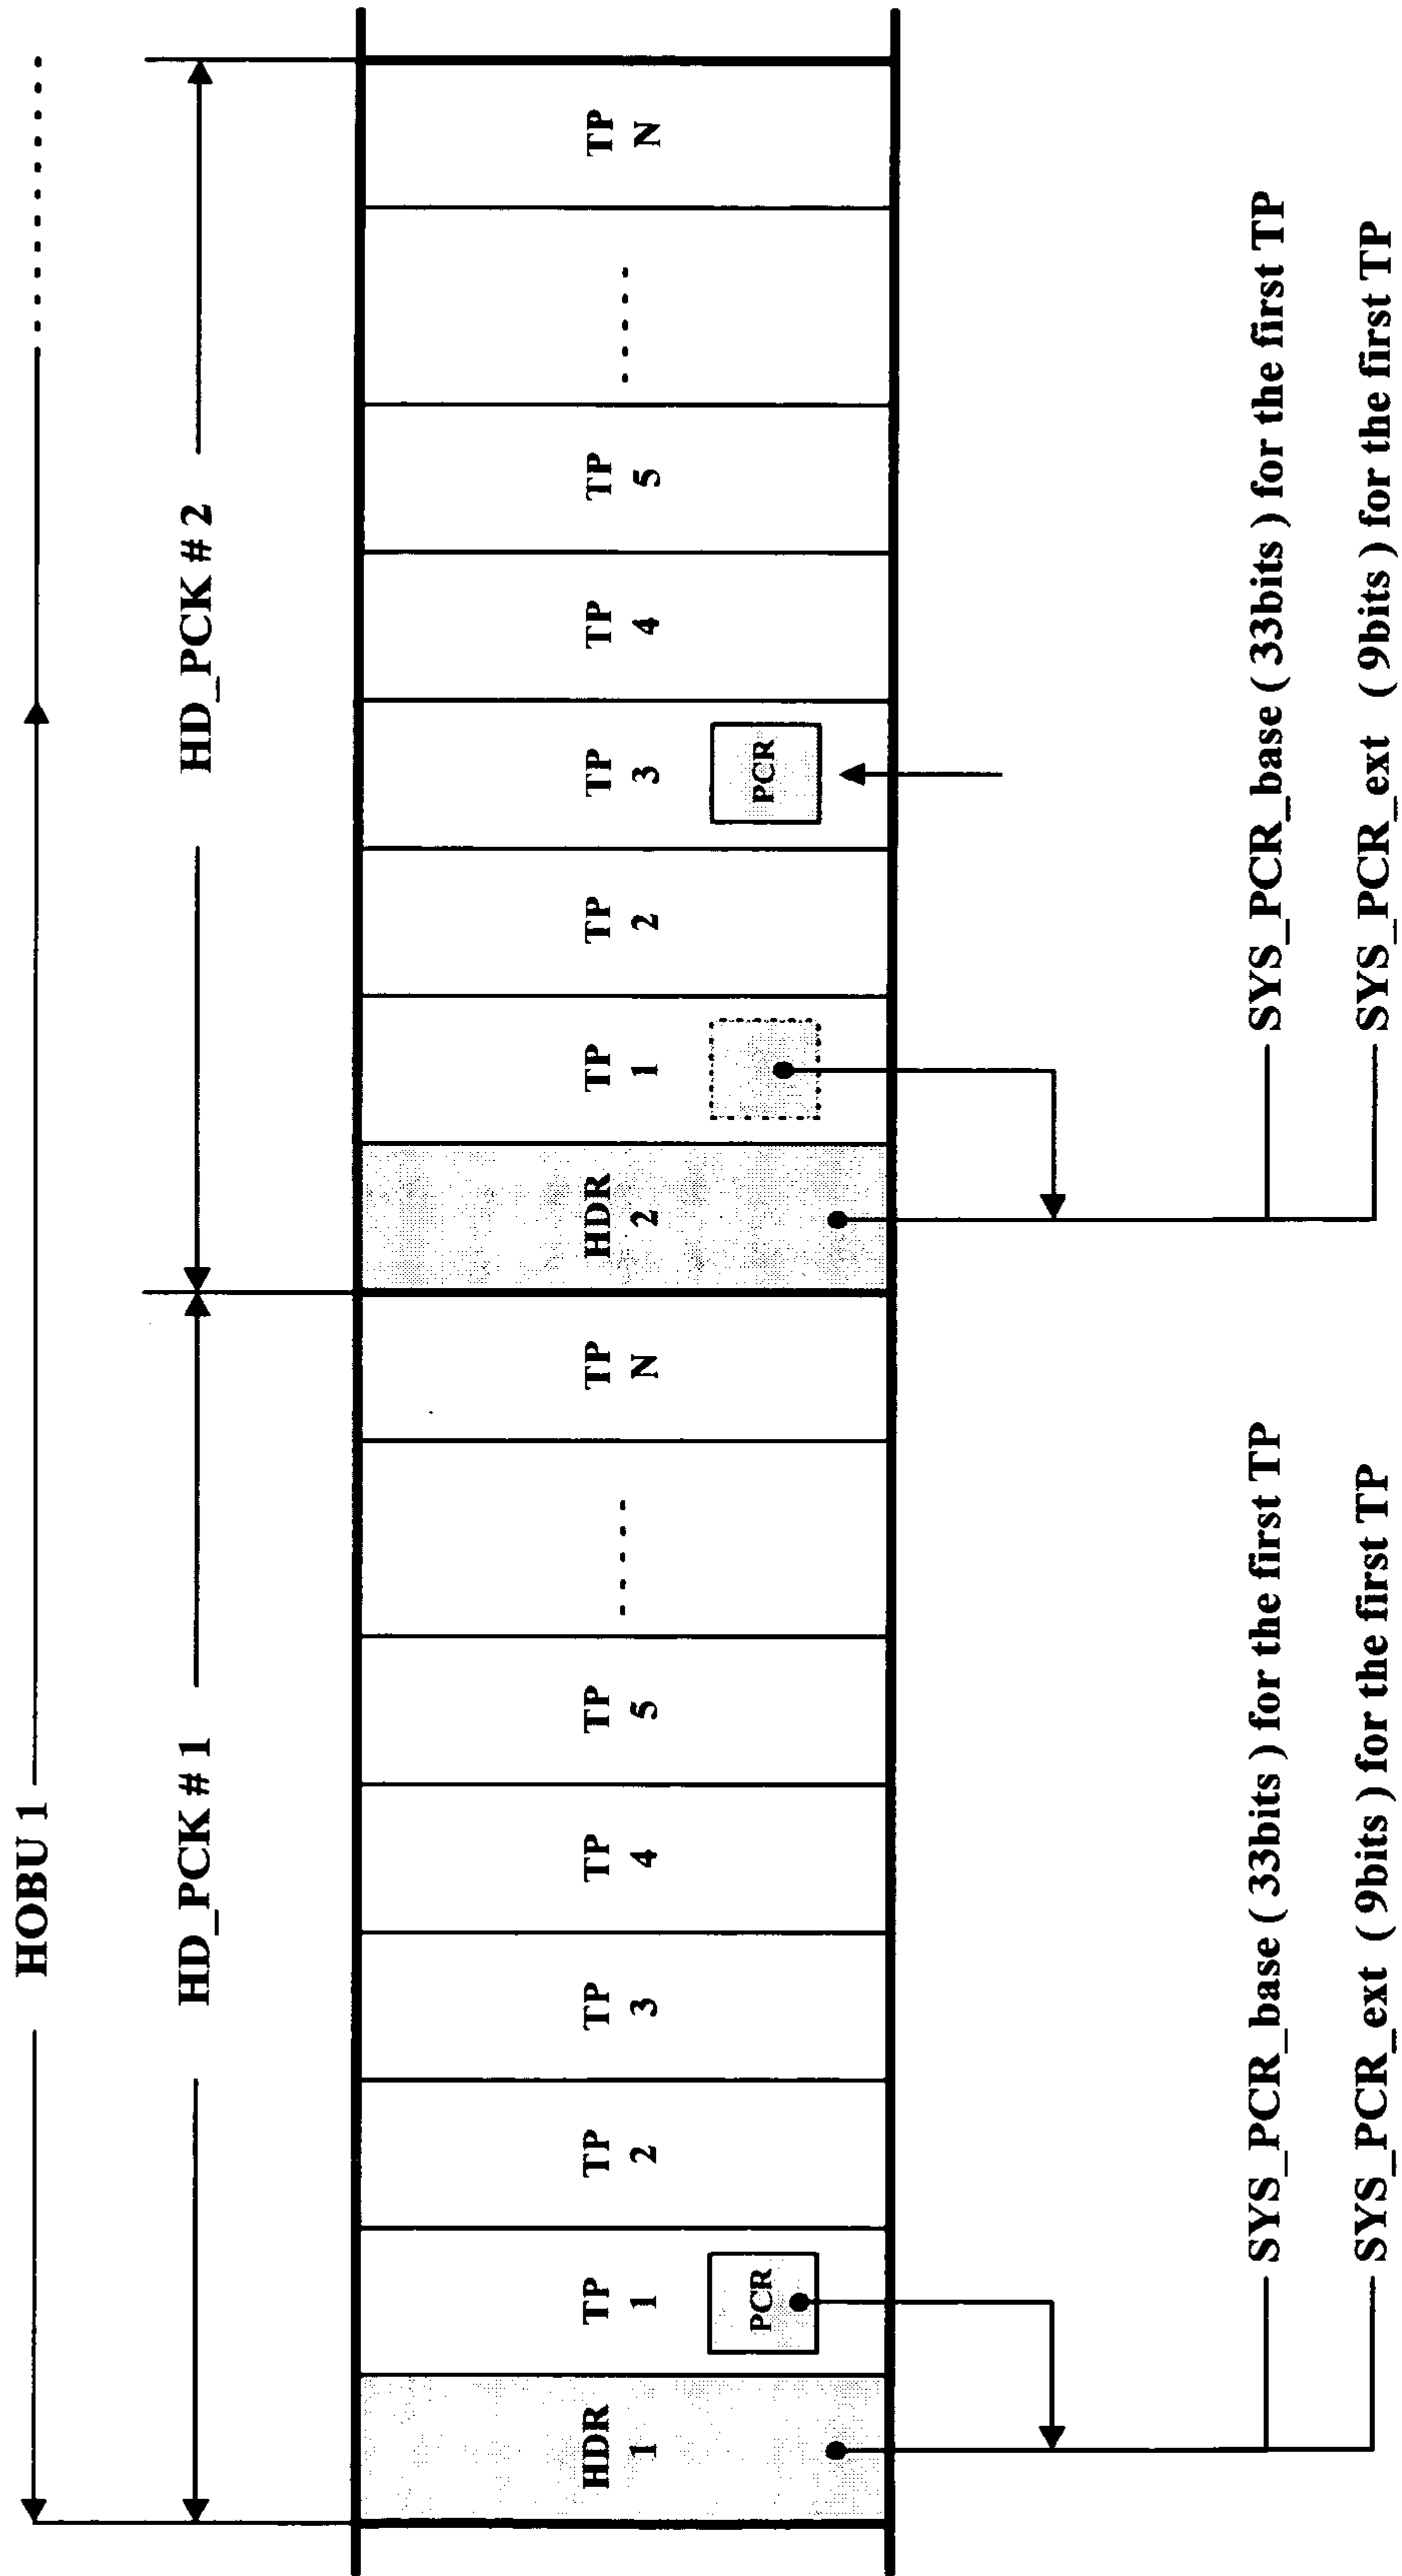 HOBU 1
HD_PCK # 1
HD_PCK # 2
HDR
1
TP
1
PCR
TP
2
TP
3
TP
4
TP
5
TP
N
HDR
2
TP
1
TP
2
TP
3
PCR
TP
4
TP
5
TP
N
SYS_PCR_base ( 33bits ) for the first TP
SYS_PCR_ext ( 9bits ) for the first TP
SYS_PCR_base ( 33bits ) for the first TP
SYS_PCR_ext ( 9bits ) for the first TP